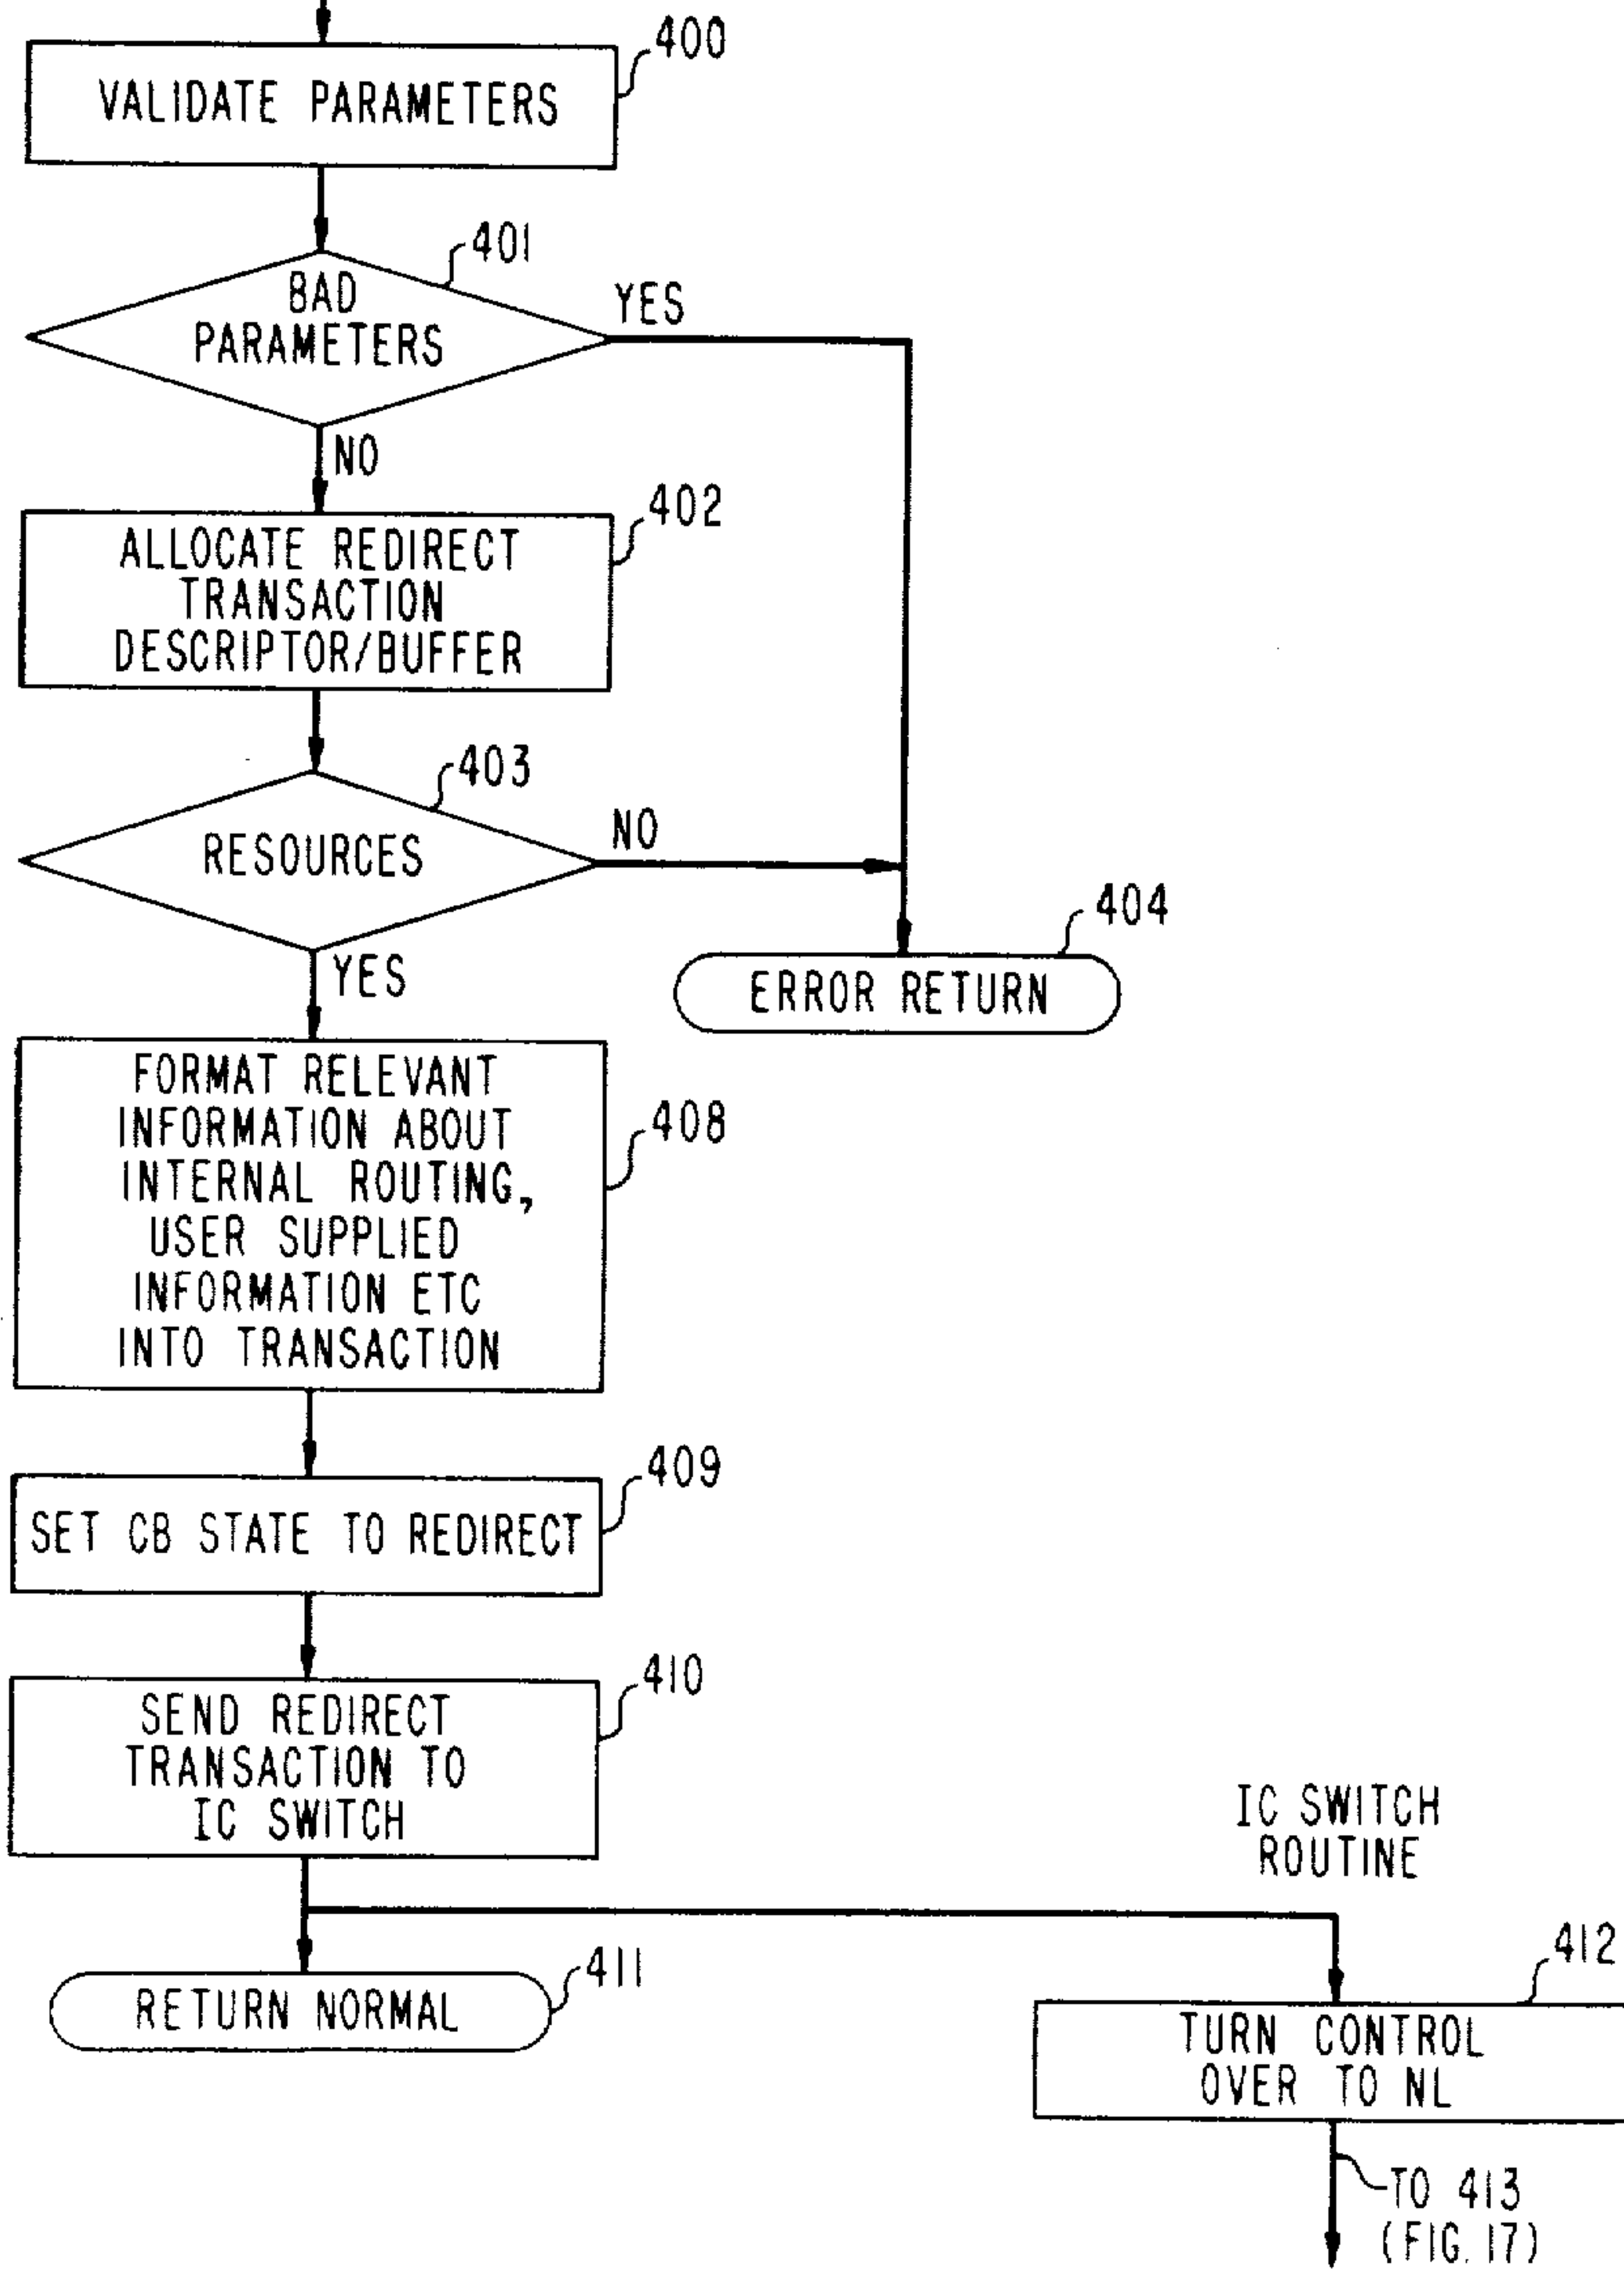 400
VALIDATE PARAMETERS
401
BAD
PARAMETERS
YES
NO
402
ALLOCATE REDIRECT
TRANSACTION
DESCRIPTOR/BUFFER
403
RESOURCES
NO
404
YES
ERROR RETURN
FORMAT RELEVANT
INFORMATION ABOUT
INTERNAL ROUTING,
USER SUPPLIED
INFORMATION ETC
INTO TRANSACTION
408
409
SET CB STATE TO REDIRECT
410
SEND REDIRECT
TRANSACTION TO
IC SWITCH
IC SWITCH
ROUTINE
411
RETURN NORMAL
412
TURN CONTROL
OVER TO NL
TO 413
(FIG. 17)